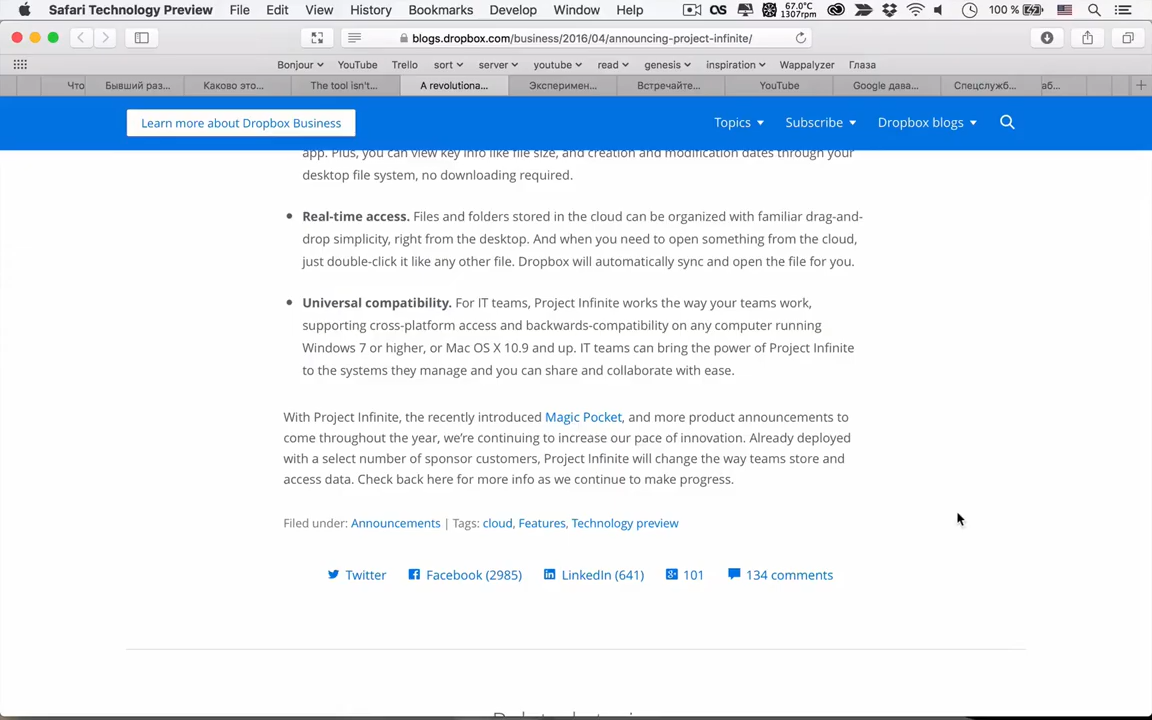 Safari Technology Preview File Edit View History Bookmarks Develop Window Help
67.0°C
1307rpm
100 %
blogs.dropbox.com/business/2016/04/announcing-project-infinite/
Bonjour YouTube Trello sort server youtube read genesis inspiration Wappalyzer Глаза
Что Бывший раз... Каково это... The tool isn't... A revolutiona... Эксперимен... Встречайте... YouTube Google дава... Спецслужб... аб...
Learn more about Dropbox Business
Topics Subscribe Dropbox blogs
app. Plus, you can view key info like file size, and creation and modification dates through your
desktop file system, no downloading required.
Real-time access. Files and folders stored in the cloud can be organized with familiar drag-and-
drop simplicity, right from the desktop. And when you need to open something from the cloud,
just double-click it like any other file. Dropbox will automatically sync and open the file for you.
Universal compatibility. For IT teams, Project Infinite works the way your teams work,
supporting cross-platform access and backwards-compatibility on any computer running
Windows 7 or higher, or Mac OS X 10.9 and up. IT teams can bring the power of Project Infinite
to the systems they manage and you can share and collaborate with ease.
With Project Infinite, the recently introduced Magic Pocket, and more product announcements to
come throughout the year, we're continuing to increase our pace of innovation. Already deployed
with a select number of sponsor customers, Project Infinite will change the way teams store and
access data. Check back here for more info as we continue to make progress.
Filed under: Announcements | Tags: cloud, Features, Technology preview
Twitter Facebook (2985) LinkedIn (641) 101 134 comments